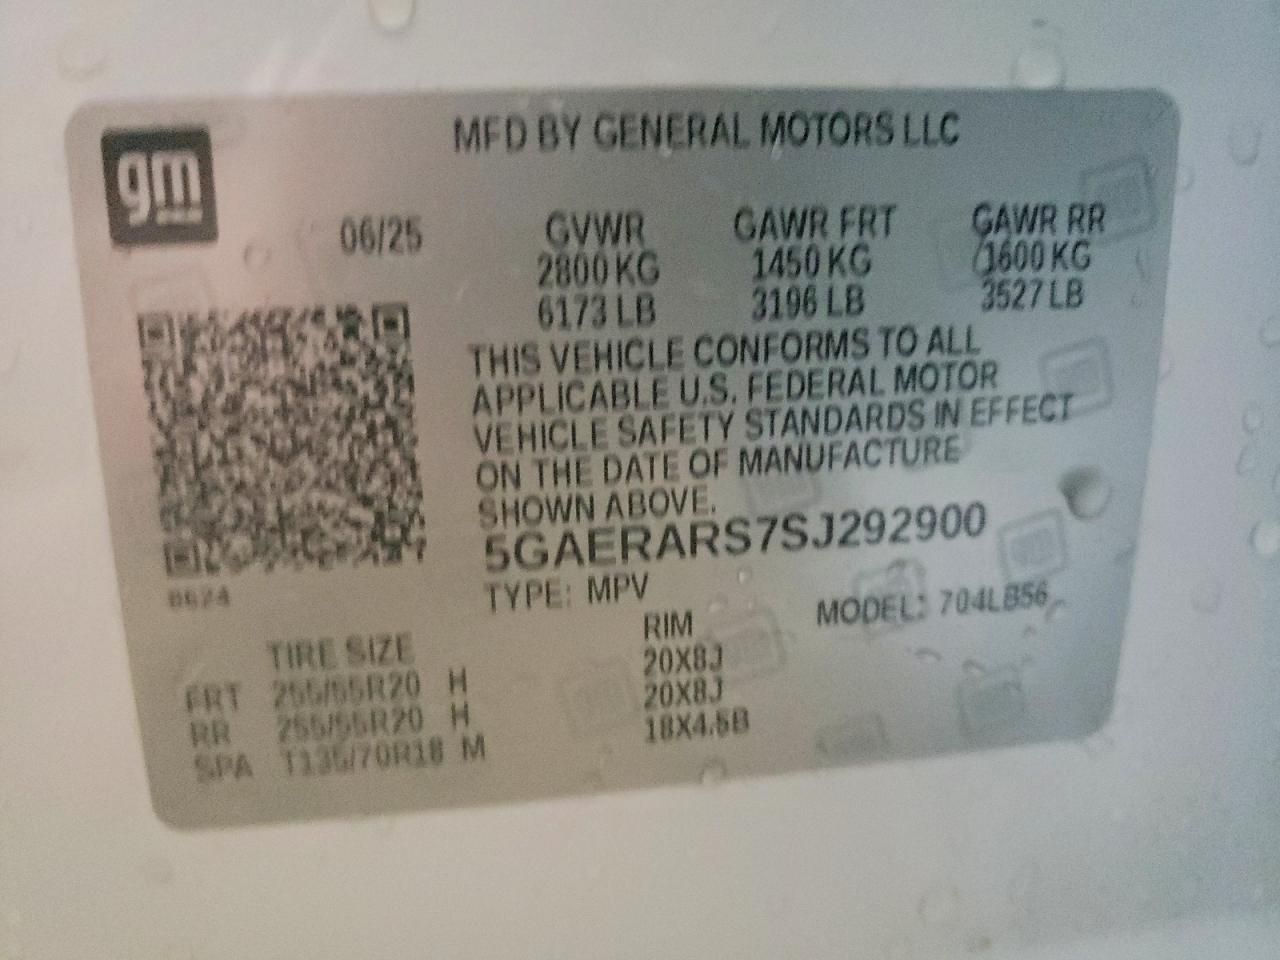 gm
MFD BY GENERAL MOTORS LLC
06/25 GVWR GAWR FRT GAWR RR
2800 KG 1450 KG 1600 KG
6173 LB 3196 LB 3527 LB
THIS VEHICLE CONFORMS TO ALL
APPLICABLE U.S. FEDERAL MOTOR
VEHICLE SAFETY STANDARDS IN EFFECT
ON THE DATE OF MANUFACTURE
SHOWN ABOVE.
5GAERARS7SJ292900
TYPE: MPV MODEL: 704LB56
TIRE SIZE RIM
FRT 255/55R20 H 20X8J
RR 255/55R20 H 20X8J
SPA T135/70R18 M 18X4.5B